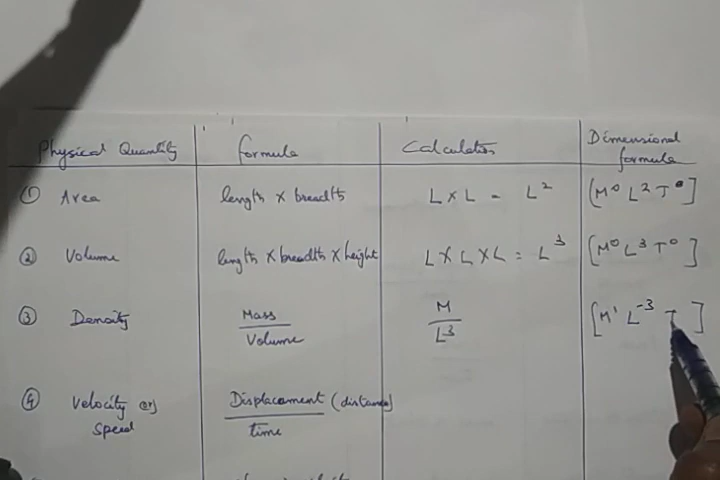 Physical Quantity formula Calculation Dimensional formula
① Area length × breadth L × L = L² [M⁰ L² T⁰]
② Volume length × breadth × height L × L × L = L³ [M⁰ L³ T⁰]
③ Density Mass / Volume M / L³ [M¹ L⁻³ T ]
④ Velocity (or) speed Displacement (distance) / time